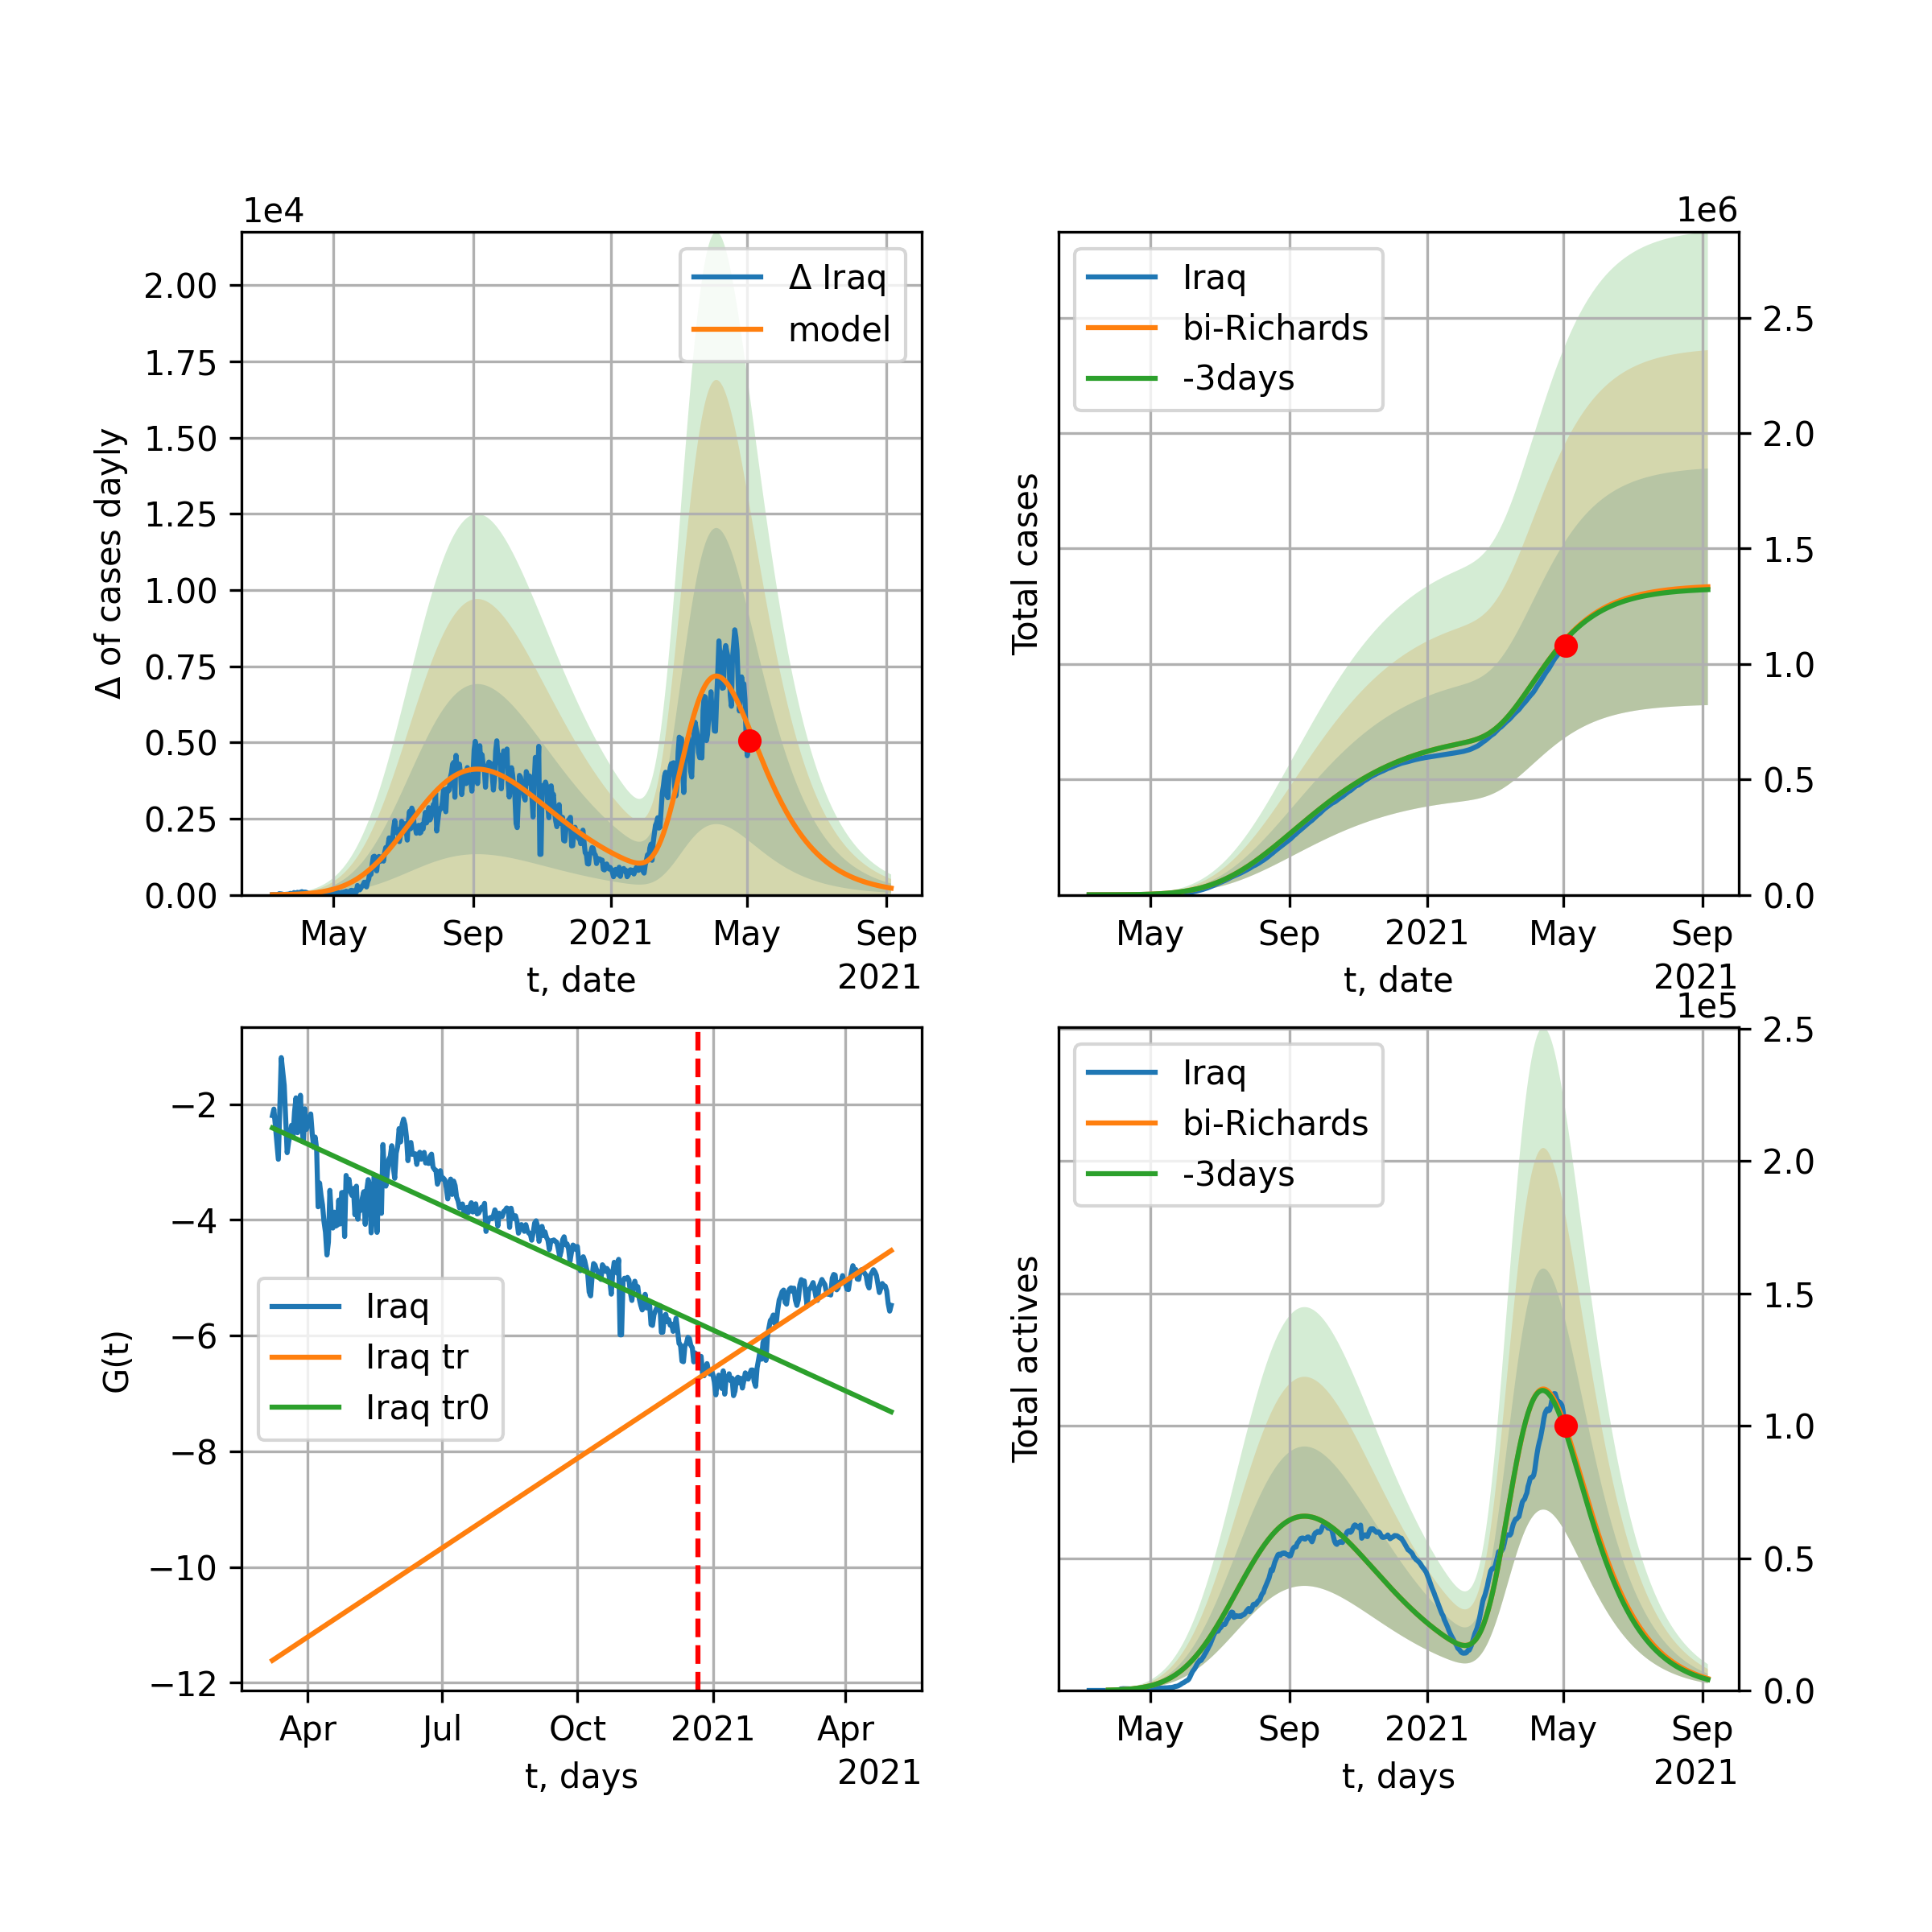 1e4
2.00
1.75
1.50
1.25
1.00
0.75
0.50
0.25
0.00
Δ of cases dayly
Δ Iraq
model
May Sep 2021 May Sep
t, date
2021
1e6
Iraq
bi-Richards
-3days
Total cases
2.5
2.0
1.5
1.0
0.5
0.0
May Sep 2021 May Sep
t, date
2021
−2
−4
−6
−8
−10
−12
G(t)
Iraq
Iraq tr
Iraq tr0
Apr Jul Oct 2021 Apr
t, days
2021
1e5
Iraq
bi-Richards
-3days
Total actives
2.5
2.0
1.5
1.0
0.5
0.0
May Sep 2021 May Sep
t, days
2021